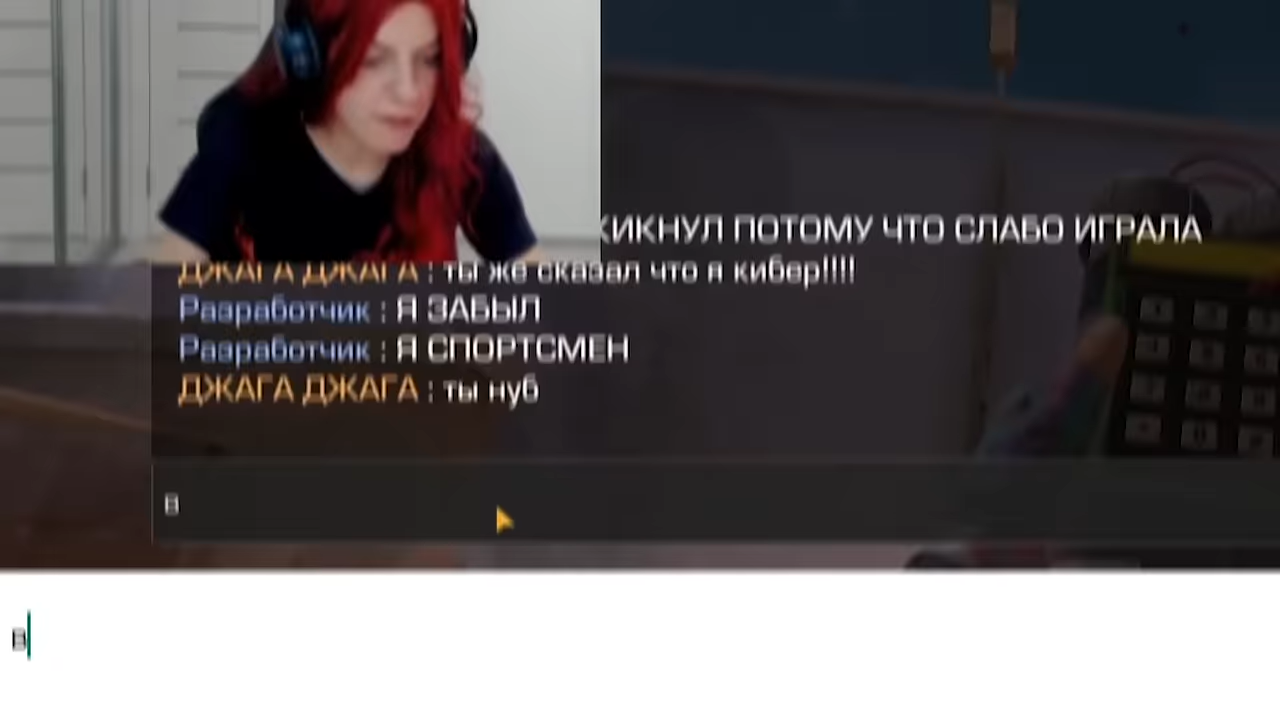 КИКНУЛ ПОТОМУ ЧТО СЛАБО ИГРАЛА
ДЖАГА ДЖАГА : ты же сказал что я кибер!!!!
Разработчик : Я ЗАБЫЛ
Разработчик : Я СПОРТСМЕН
ДЖАГА ДЖАГА : ты нуб
в
в